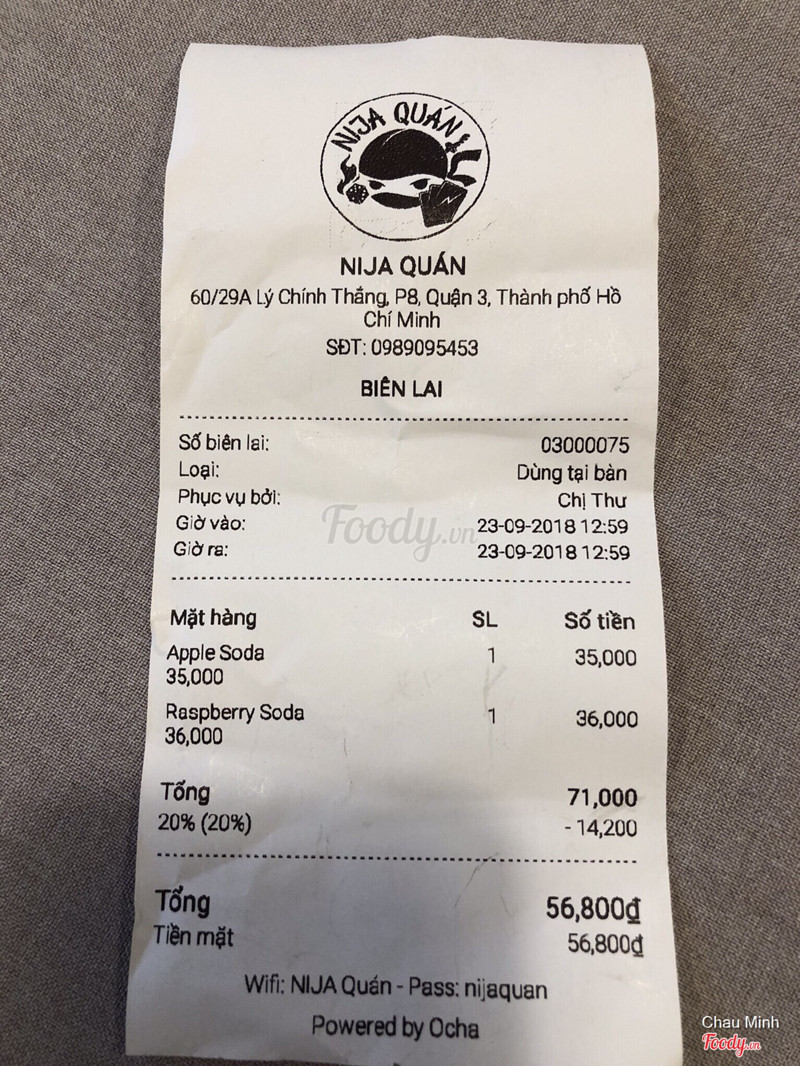 NIJA QUÁN
NIJA QUÁN
60/29A Lý Chính Thắng, P8, Quận 3, Thành phố Hồ
Chí Minh
SĐT: 0989095453
BIÊN LAI
Số biên lai: 03000075
Loại: Dùng tại bàn
Phục vụ bởi: Chị Thư
Giờ vào: 23-09-2018 12:59
Giờ ra: 23-09-2018 12:59
Foody.vn
Mặt hàng SL Số tiền
Apple Soda 1 35,000
35,000
Raspberry Soda 1 36,000
36,000
Tổng 71,000
20% (20%) - 14,200
Tổng 56,800đ
Tiền mặt 56,800đ
Wifi: NIJA Quán - Pass: nijaquan
Powered by Ocha
Chau Minh
Foody.vn